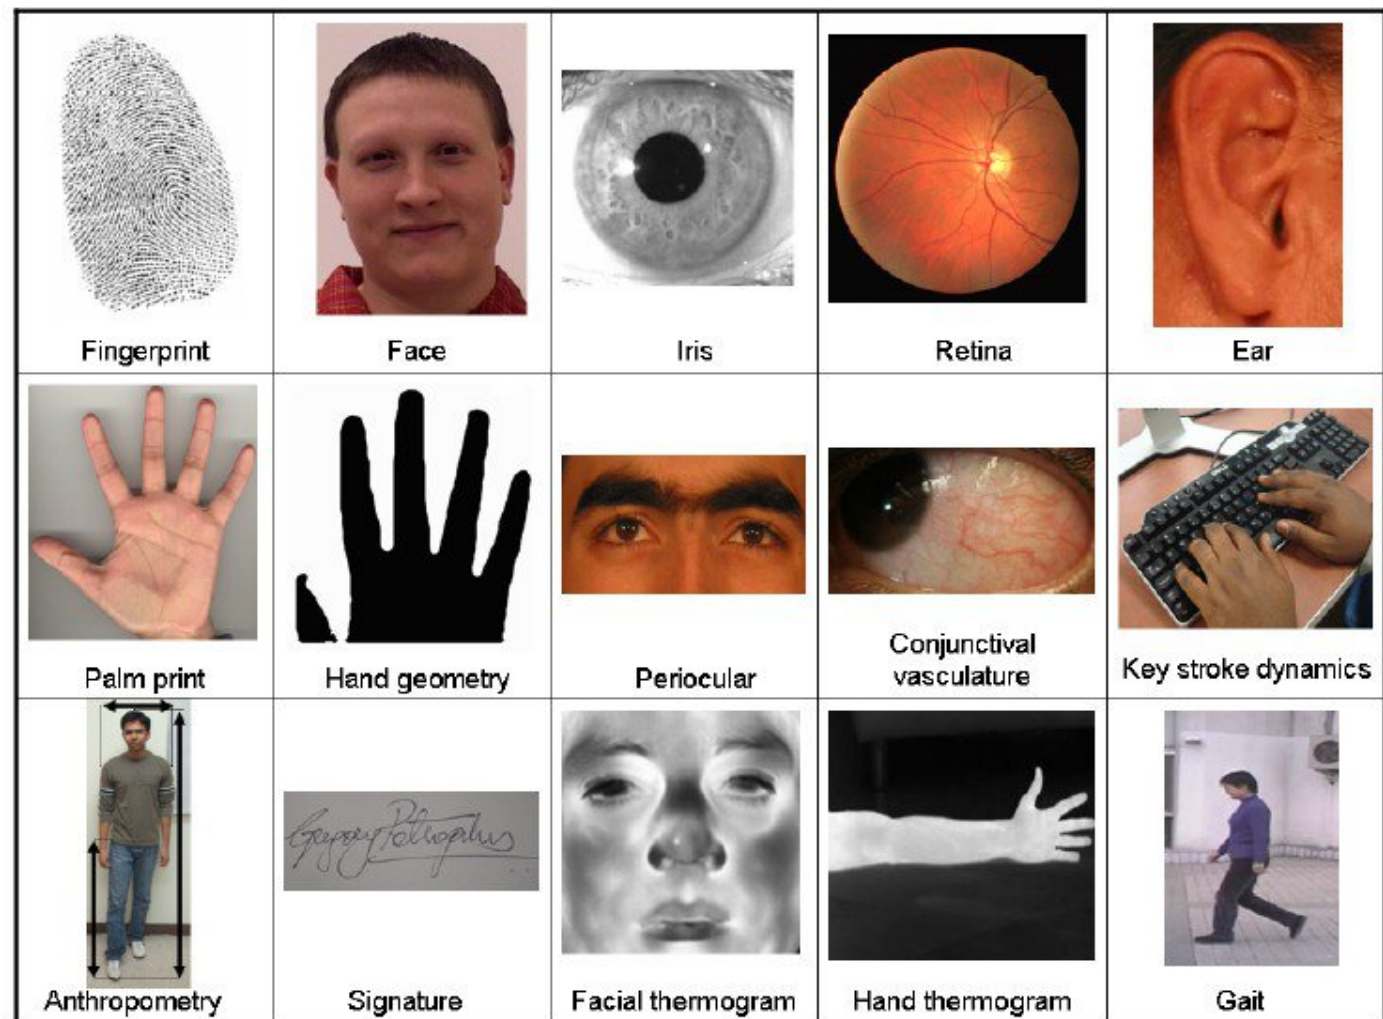 Fingerprint
Face
Iris
Retina
Ear
Palm print
Hand geometry
Periocular
Conjunctival
vasculature
Key stroke dynamics
Anthropometry
Signature
Facial thermogram
Hand thermogram
Gait